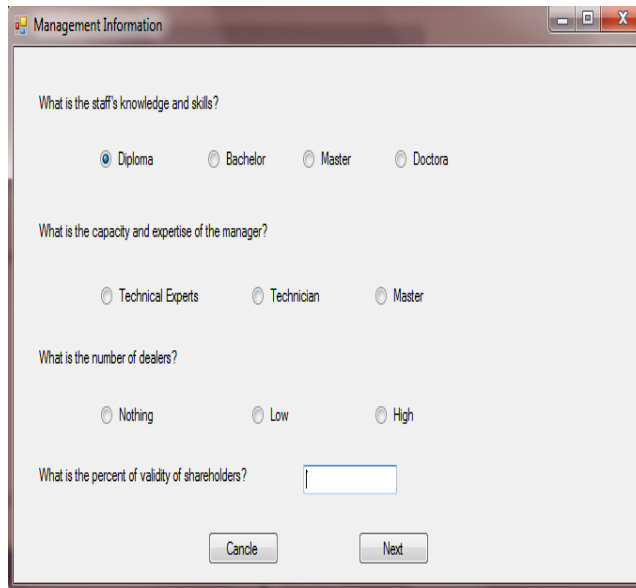 Management Information
What is the staff's knowledge and skills?
Diploma Bachelor Master Doctora
What is the capacity and expertise of the manager?
Technical Experts Technician Master
What is the number of dealers?
Nothing Low High
What is the percent of validity of shareholders?
Cancle Next